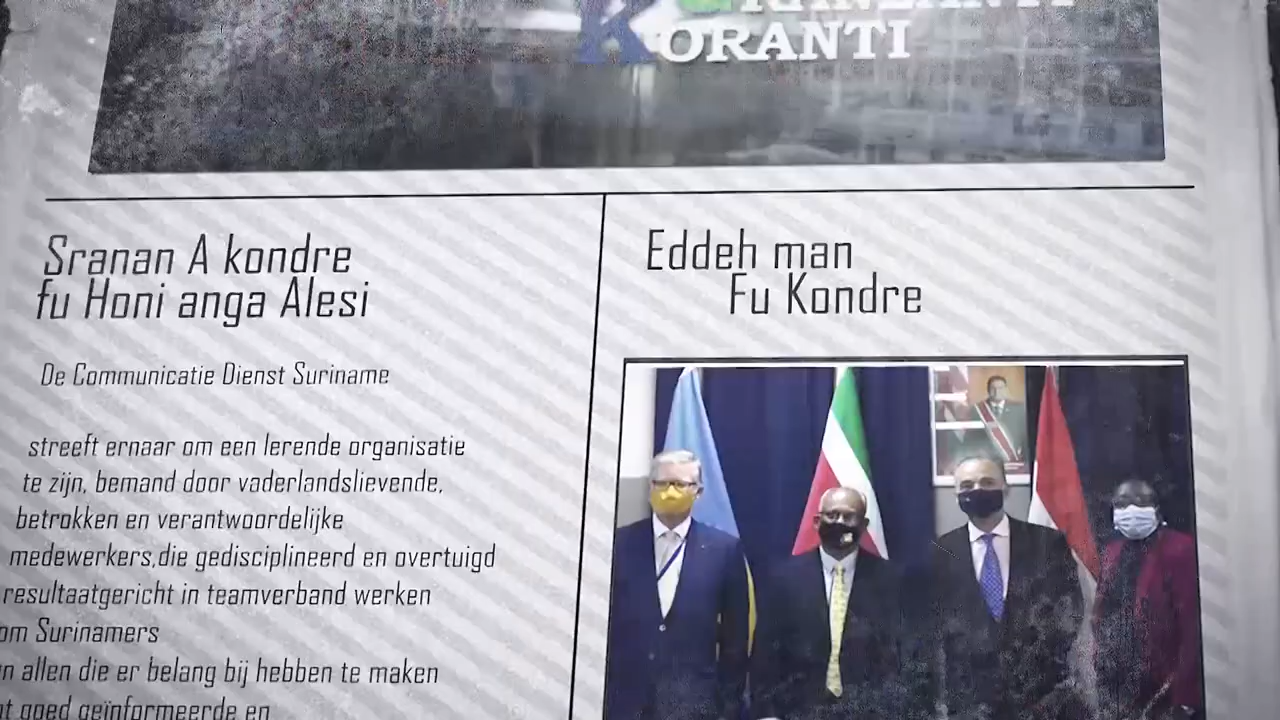 KORANTI
Sranan A kondre
fu Honi anga Alesi
De Communicatie Dienst Suriname
streeft ernaar om een lerende organisatie
te zijn, bemand door vaderlandslievende,
betrokken en verantwoordelijke
medewerkers,die gedisciplineerd en overtuigd
resultaatgericht in teamverband werken
om Surinamers
allen die er belang bij hebben te maken
goed geïnformeerde en
Eddeh man
Fu Kondre